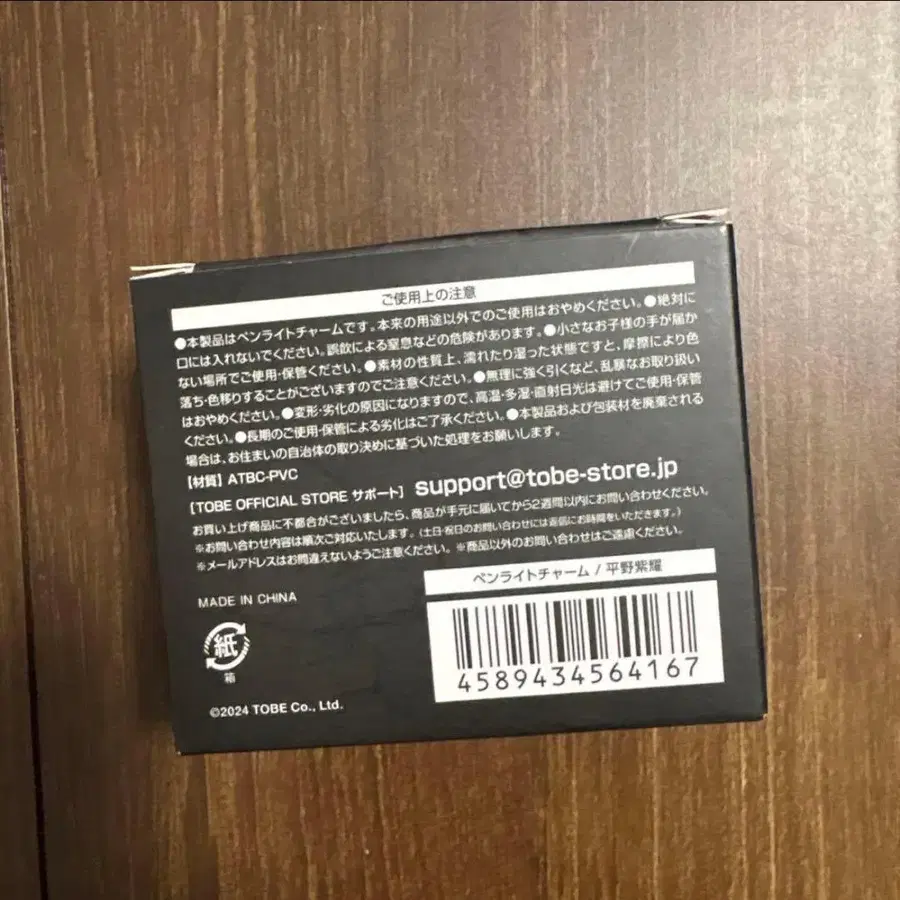 ご使用上の注意
●本製品はペンライトチャームです。本来の用途以外でのご使用はおやめください。●絶対に
口には入れないでください。誤飲による窒息などの危険があります。●小さなお子様の手が届か
ない場所でご使用・保管ください。●素材の性質上、濡れたり湿った状態ですと、摩擦により色
落ち・色移りすることがございますのでご注意ください。●無理に強く引くなど、乱暴なお取り扱い
はおやめください。●変形・劣化の原因になりますので、高温・多湿・直射日光は避けてご使用・保管
ください。●長期のご使用・保管による劣化はご了承ください。●本製品および包装材を廃棄される
場合は、お住まいの自治体の取り決めに基づいた処理をお願いします。
【材質】ATBC-PVC
[TOBE OFFICIAL STORE サポート] support@tobe-store.jp
お買い上げ商品に不都合がございましたら、商品が手元に届いてから2週間以内にお問い合わせください。
※お問い合わせ内容は順次ご対応いたします。(土日・祝日のお問い合わせには返信にお時間をいただきます。)
※メールアドレスはお間違えないようご注意ください。※商品以外のお問い合わせはご遠慮ください。
ペンライトチャーム / 平野紫耀
4589434564167
MADE IN CHINA
紙
箱
©2024 TOBE Co., Ltd.